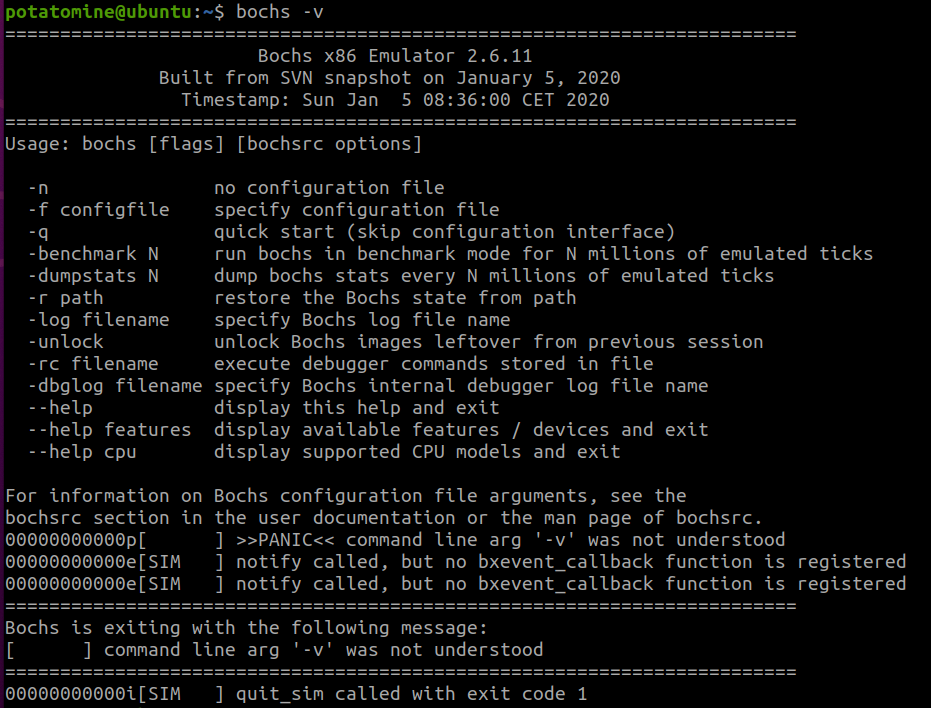 potatomine@ubuntu:~$ bochs -v
========================================================================
                       Bochs x86 Emulator 2.6.11
              Built from SVN snapshot on January 5, 2020
                Timestamp: Sun Jan  5 08:36:00 CET 2020
========================================================================
Usage: bochs [flags] [bochsrc options]

  -n               no configuration file
  -f configfile    specify configuration file
  -q               quick start (skip configuration interface)
  -benchmark N     run bochs in benchmark mode for N millions of emulated ticks
  -dumpstats N     dump bochs stats every N millions of emulated ticks
  -r path          restore the Bochs state from path
  -log filename    specify Bochs log file name
  -unlock          unlock Bochs images leftover from previous session
  -rc filename     execute debugger commands stored in file
  -dbglog filename specify Bochs internal debugger log file name
  --help           display this help and exit
  --help features  display available features / devices and exit
  --help cpu       display supported CPU models and exit

For information on Bochs configuration file arguments, see the
bochsrc section in the user documentation or the man page of bochsrc.
00000000000p[      ] >>PANIC<< command line arg '-v' was not understood
00000000000e[SIM   ] notify called, but no bxevent_callback function is registered
00000000000e[SIM   ] notify called, but no bxevent_callback function is registered
========================================================================
Bochs is exiting with the following message:
[      ] command line arg '-v' was not understood
========================================================================
00000000000i[SIM   ] quit_sim called with exit code 1